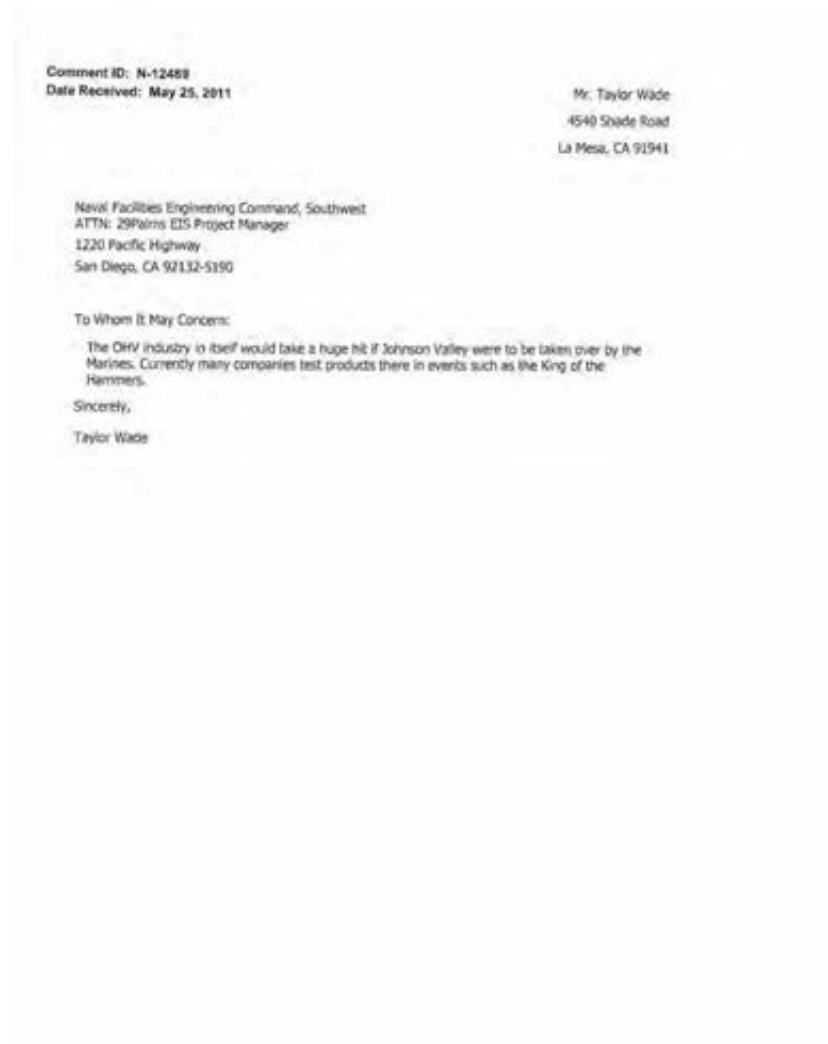 Comment ID: N-12469
Date Received: May 25, 2011
Mr. Taylor Wade
4540 Shade Road
La Mesa, CA 91941
Naval Facilities Engineering Command, Southwest
ATTN: 29Palms EIS Project Manager
1220 Pacific Highway
San Diego, CA 92132-5190
To Whom It May Concern:
The OHV industry in itself would take a huge hit if Johnson Valley were to be taken over by the
Marines. Currently many companies test products there in events such as the King of the
Hammers.
Sincerely,
Taylor Wade